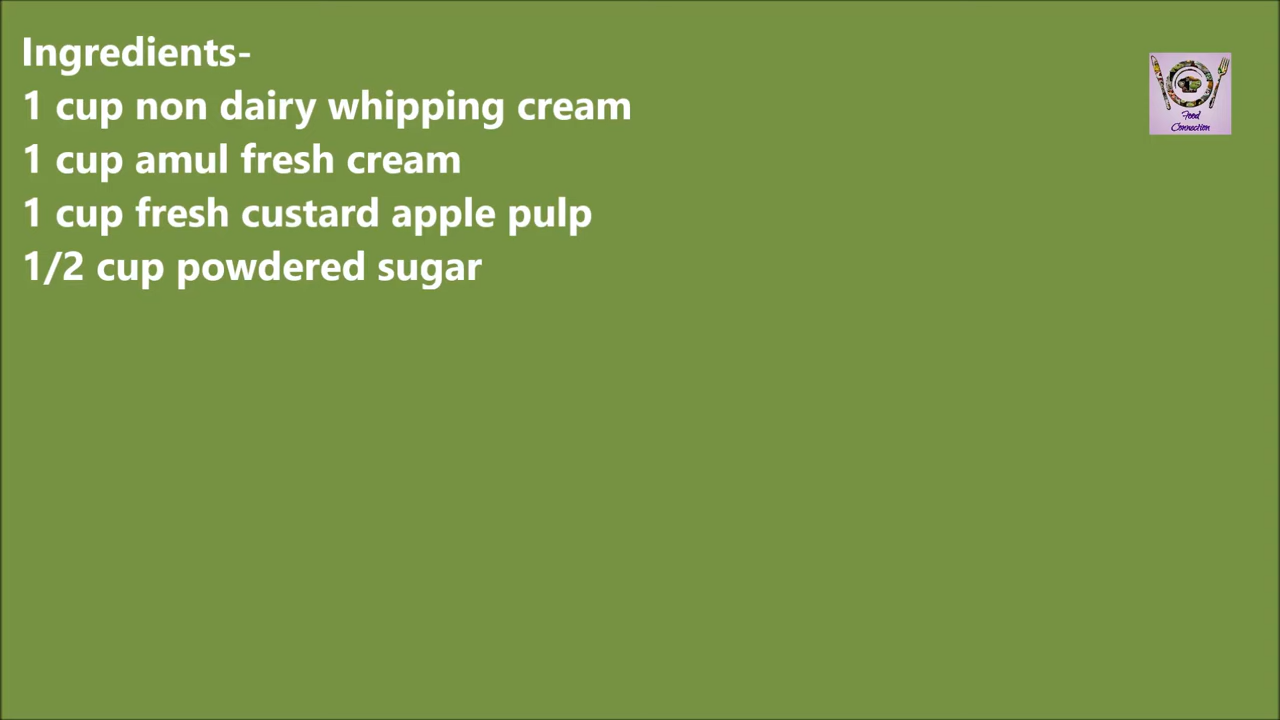 Ingredients-
1 cup non dairy whipping cream
1 cup amul fresh cream
1 cup fresh custard apple pulp
1/2 cup powdered sugar
Food
Connection